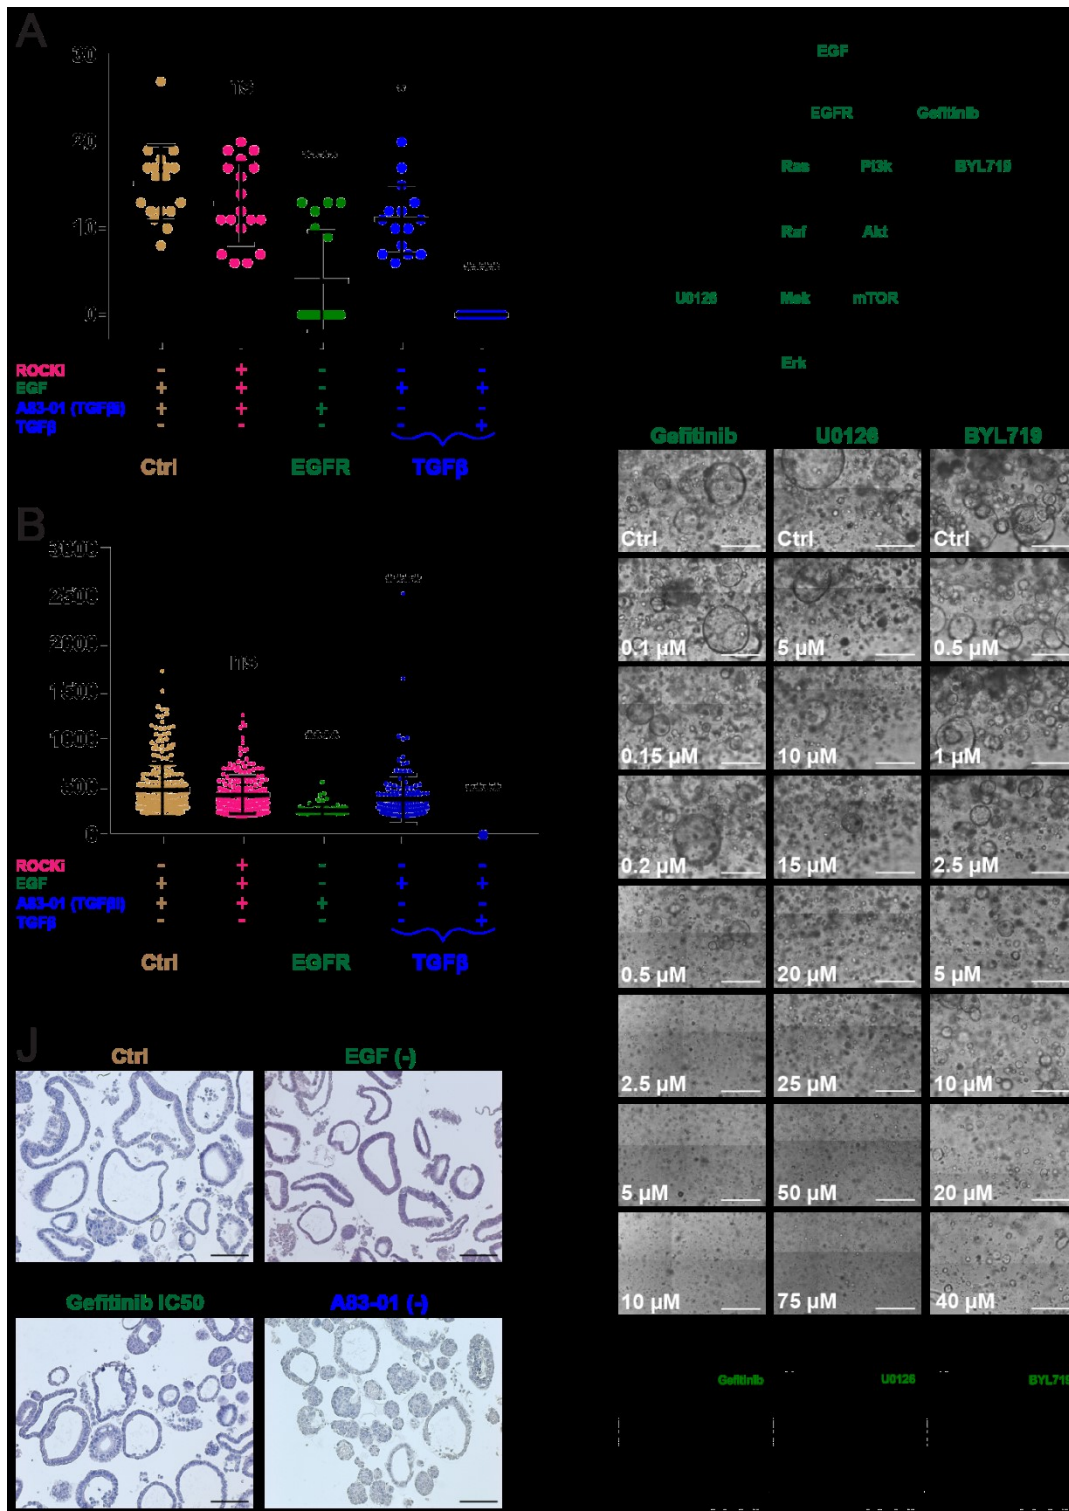 A
30
20
10
0
ns
****
*
****
ROCKi - + - - -
EGF + + - + +
A83-01 (TGFβi) + + + - -
TGFβ - - - - +
Ctrl EGFR TGFβ
EGF
EGFR Gefitinib
Ras PI3k BYL719
Raf Akt
U0126 Mek mTOR
Erk
B
3000
2500
2000
1500
1000
500
0
ns
****
****
****
ROCKi - + - - -
EGF + + - + +
A83-01 (TGFβi) + + + - -
TGFβ - - - - +
Ctrl EGFR TGFβ
Gefitinib U0126 BYL719
Ctrl Ctrl Ctrl
0.1 µM 5 µM 0.5 µM
0.15 µM 10 µM 1 µM
0.2 µM 15 µM 2.5 µM
0.5 µM 20 µM 5 µM
2.5 µM 25 µM 10 µM
5 µM 50 µM 20 µM
10 µM 75 µM 40 µM
J
Ctrl EGF (-)
Gefitinib IC50 A83-01 (-)
Gefitinib U0126 BYL719